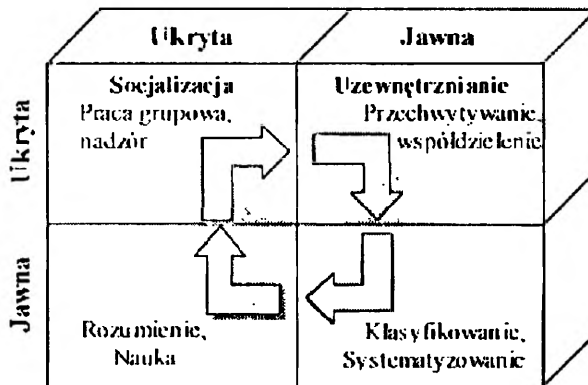 Ukryta
Jawna
Ukryta
Socjalizacja
Praca grupowa,
nadzór
Uzewnętrznianie
Przechwytywanie,
współdzielenie
Jawna
Rozumienie,
Nauka
Klasyfikowanie,
Systematyzowanie